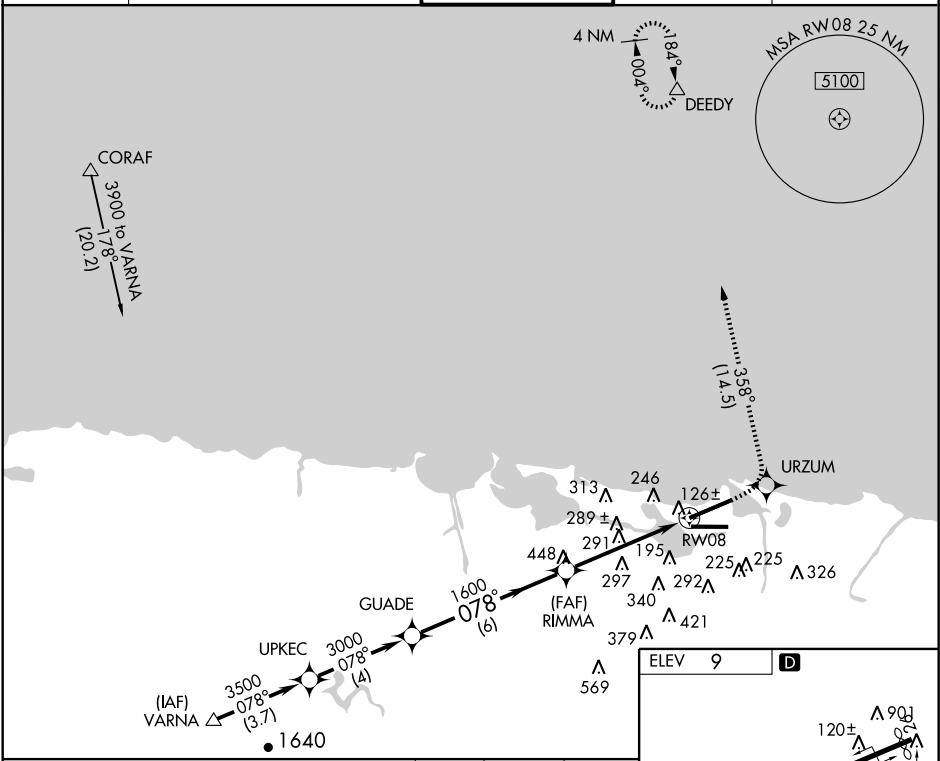 4 NM
184°
004°
DEEDY
MSA RW08 25 NM
5100
CORAF
3900 to VARNA
178°
(20.2)
358°
(14.5)
URZUM
313
246
126±
289±
291
RW08
448
195
297
225
225
326
292
340
(FAF)
RIMMA
421
379
569
1600
078°
(6)
GUADE
3000
078°
(4)
UPKEC
3500
078°
(3.7)
(IAF)
VARNA
1640
ELEV 9
D
901
120±
26